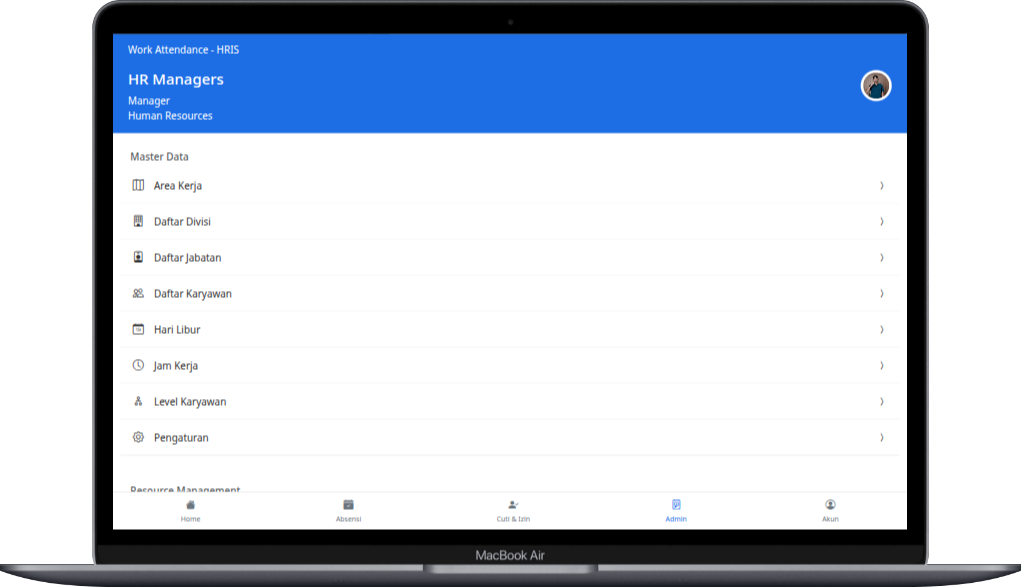 Work Attendance - HRIS
HR Managers
Manager
Human Resources
Master Data
Area Kerja
Daftar Divisi
Daftar Jabatan
Daftar Karyawan
Hari Libur
Jam Kerja
Level Karyawan
Pengaturan
Resource Management
Home
Absensi
Cuti & Izin
Admin
Akun
MacBook Air